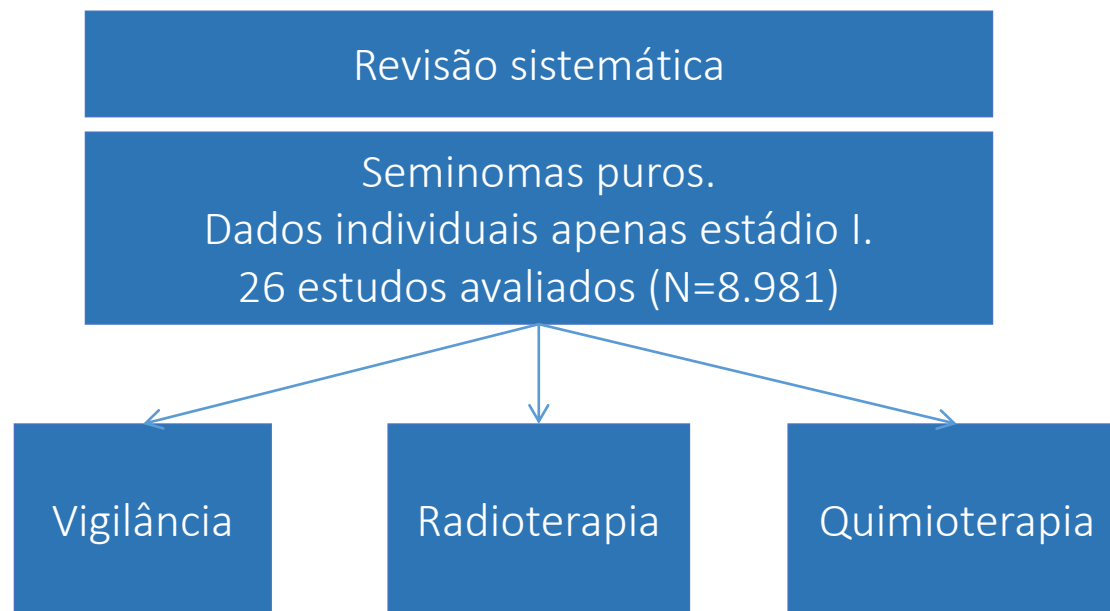 Revisão sistemática
Seminomas puros.
Dados individuais apenas estádio I.
26 estudos avaliados (N=8.981)
Vigilância
Radioterapia
Quimioterapia